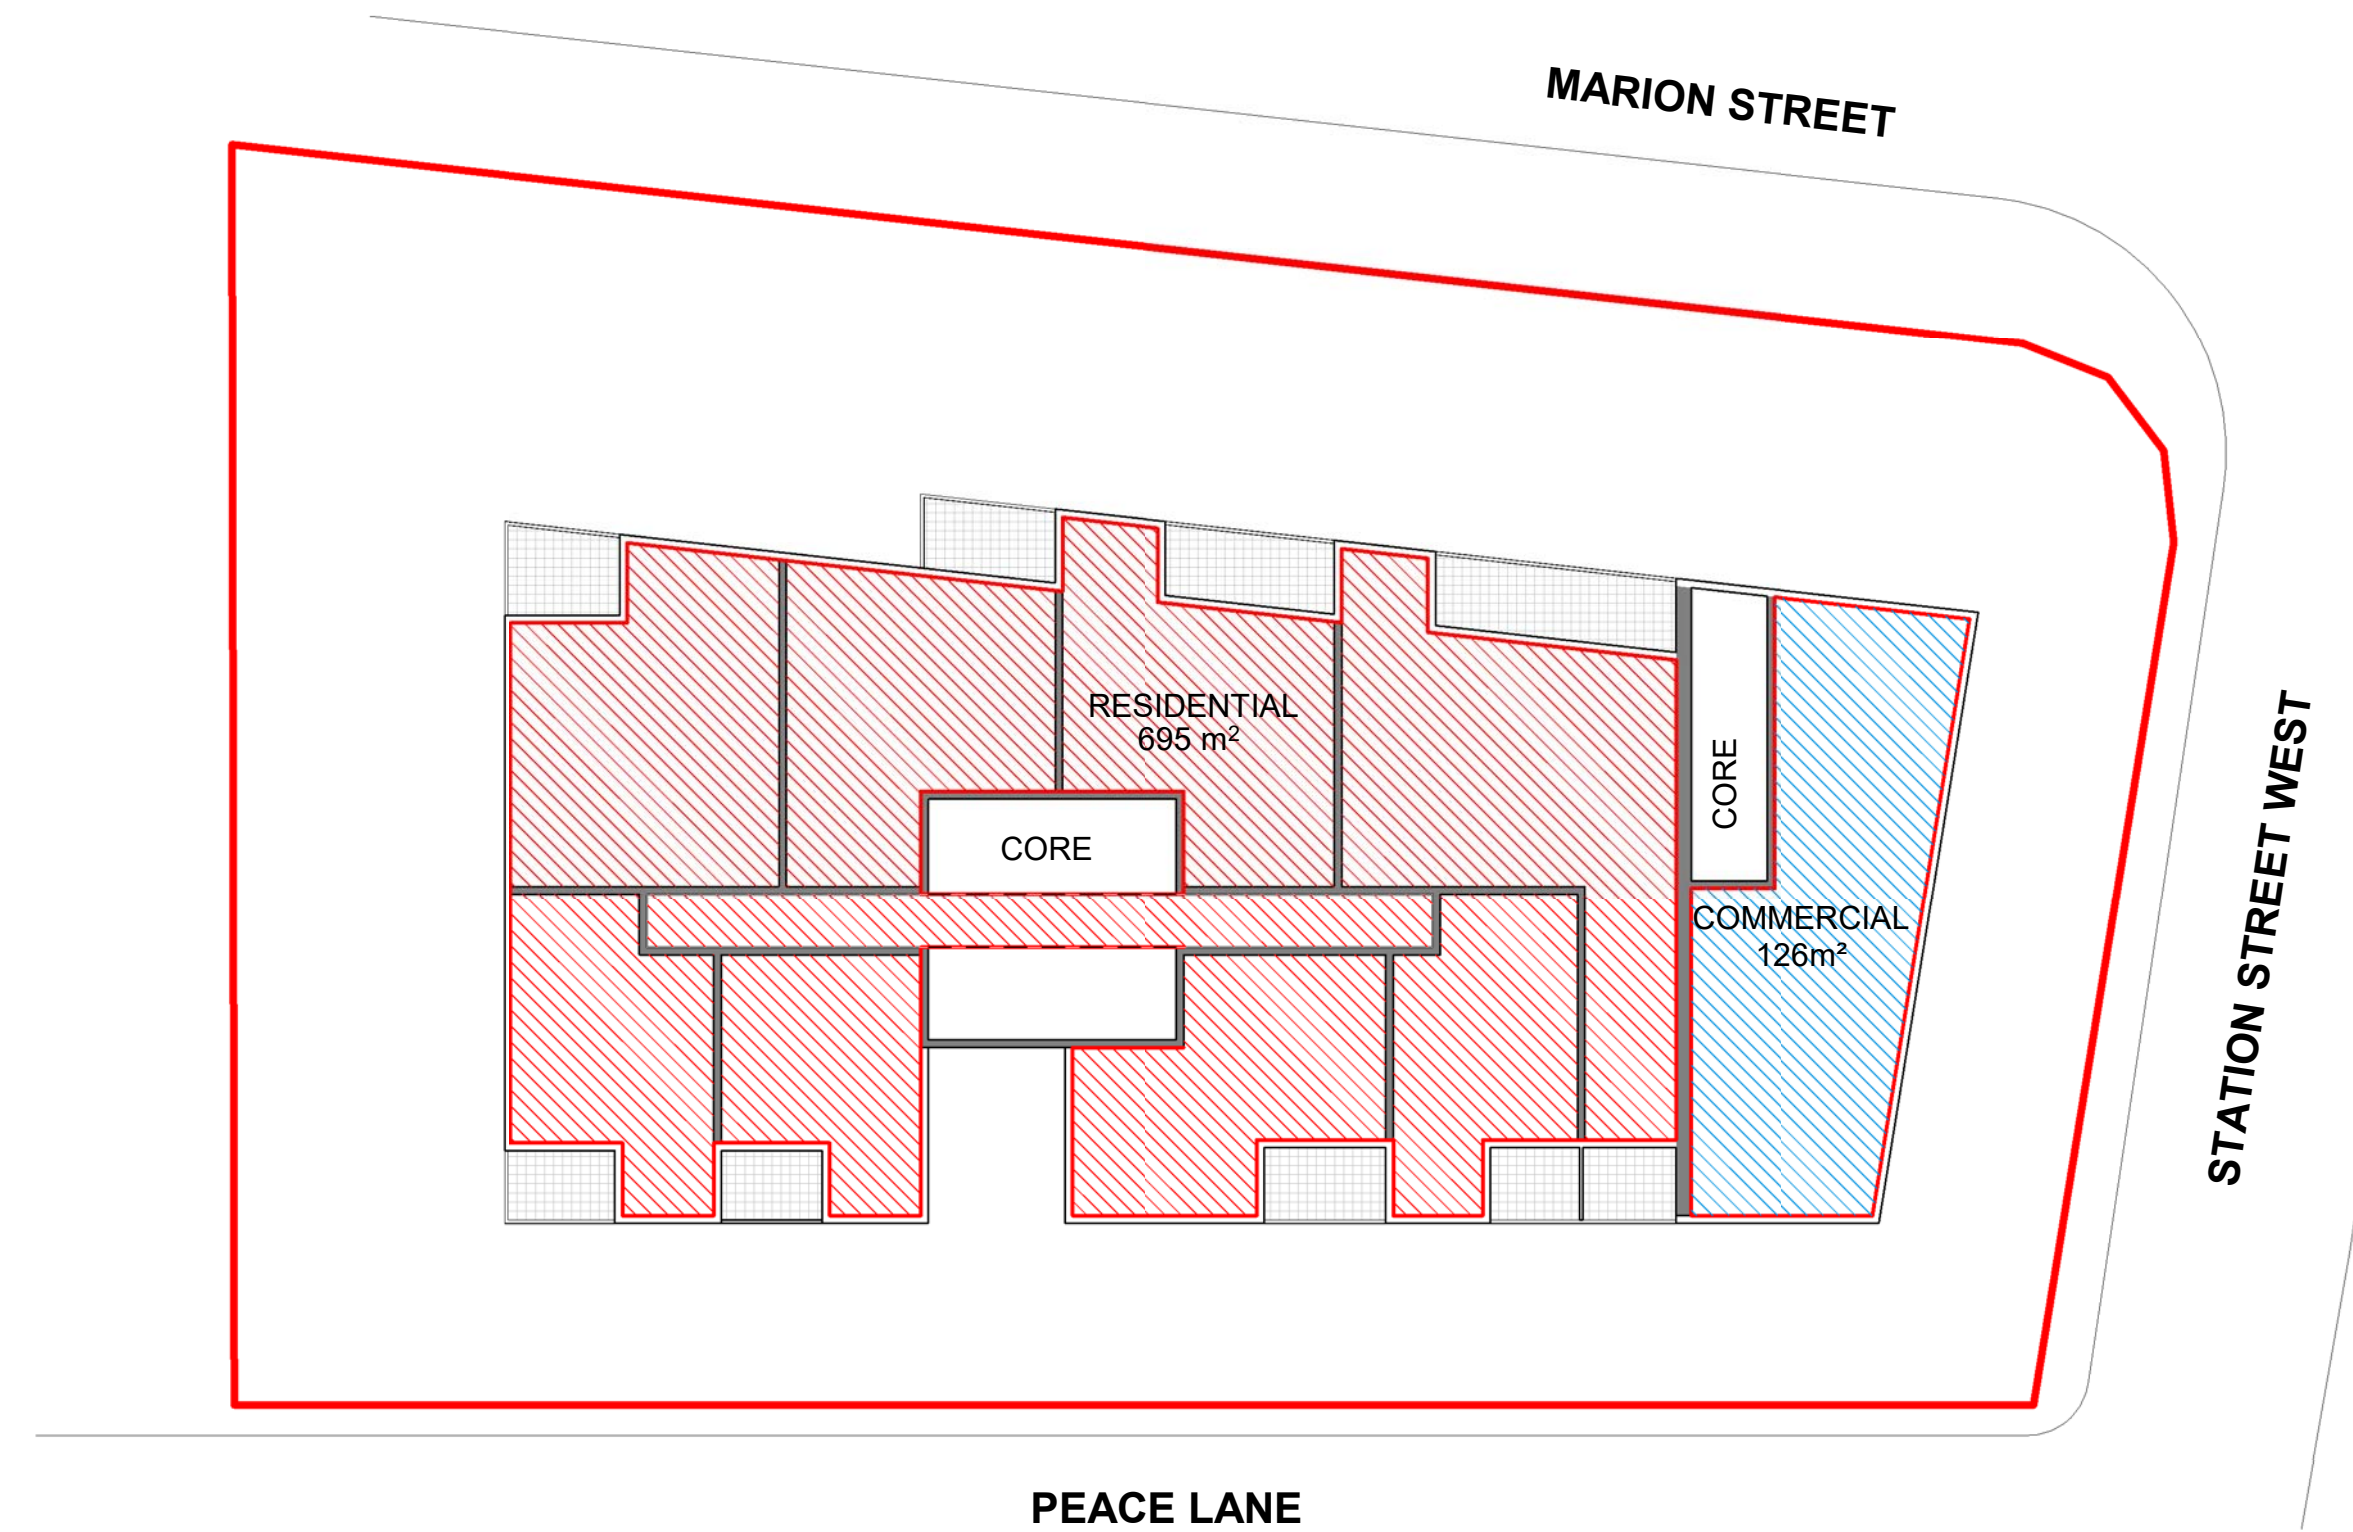 MARION STREET
RESIDENTIAL
695 m²
CORE
CORE
COMMERCIAL
126m²
STATION STREET WEST
PEACE LANE